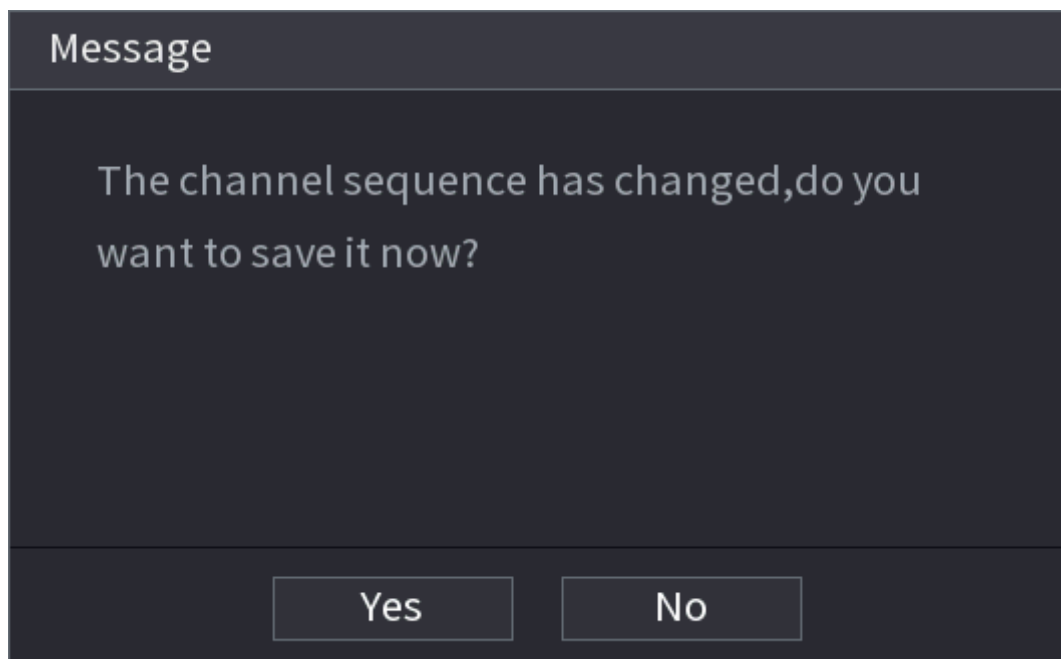 Message
The channel sequence has changed,do you
want to save it now?
Yes
No